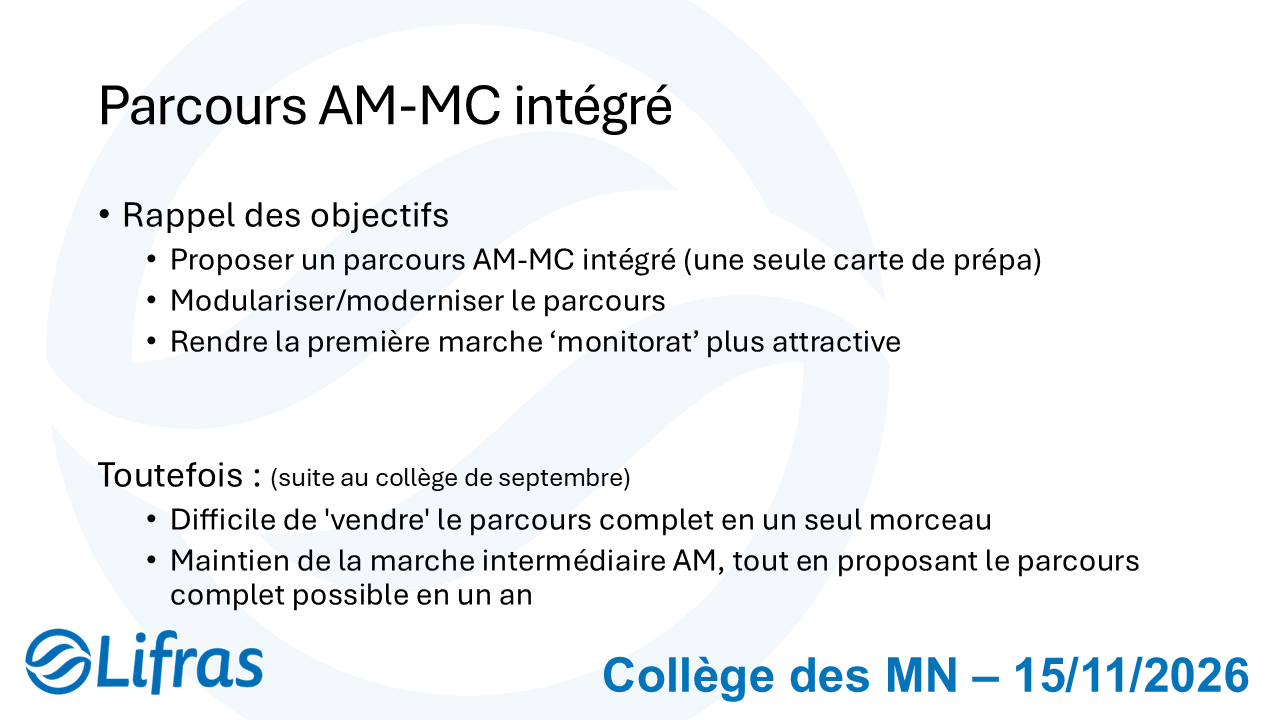 Parcours AM-MC intégré
• Rappel des objectifs
• Proposer un parcours AM-MC intégré (une seule carte de prépa)
• Modulariser/moderniser le parcours
• Rendre la première marche ‘monitorat’ plus attractive
Toutefois : (suite au collège de septembre)
• Difficile de 'vendre' le parcours complet en un seul morceau
• Maintien de la marche intermédiaire AM, tout en proposant le parcours
complet possible en un an
Lifras
Collège des MN – 15/11/2026